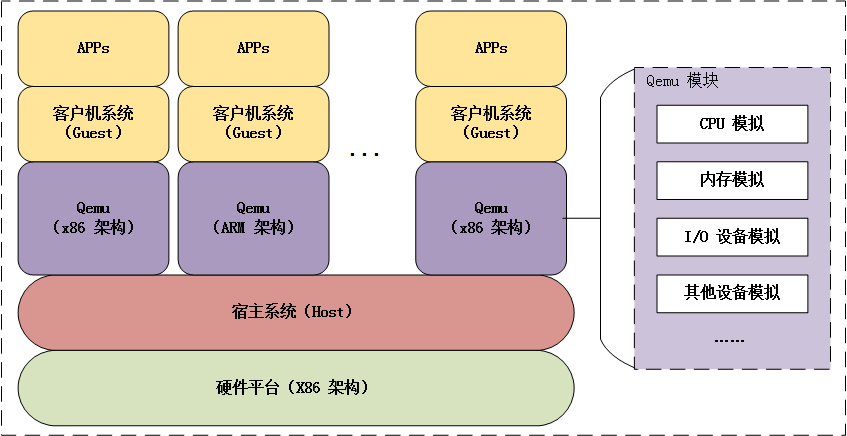 APPs
APPs
APPs
客户机系统
（Guest）
客户机系统
（Guest）
客户机系统
（Guest）
...
Qemu
（x86 架构）
Qemu
（ARM 架构）
Qemu
（x86 架构）
宿主系统（Host）
硬件平台（X86 架构）
Qemu 模块
CPU 模拟
内存模拟
I/O 设备模拟
其他设备模拟
……